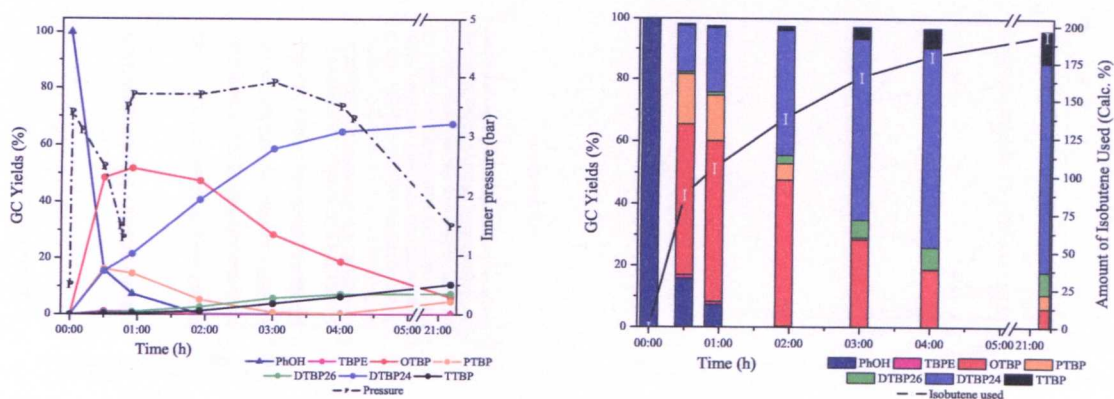 100
80
60
40
20
0
GC Yields (%)
5
4
3
2
1
0
Inner pressure (bar)
00:00 01:00 02:00 03:00 04:00 05:00 21:00
Time (h)
PhOH TBPE OTBP PTBP
DTBP26 DTBP24 TTBP
Pressure
100
80
60
40
20
0
GC Yields (%)
200
175
150
125
100
75
50
25
0
Amount of Isobutene Used (Calc. %)
00:00 01:00 02:00 03:00 04:00 05:00 21:00
Time (h)
PhOH TBPE OTBP PTBP
DTBP26 DTBP24 TTBP
Isobutene used